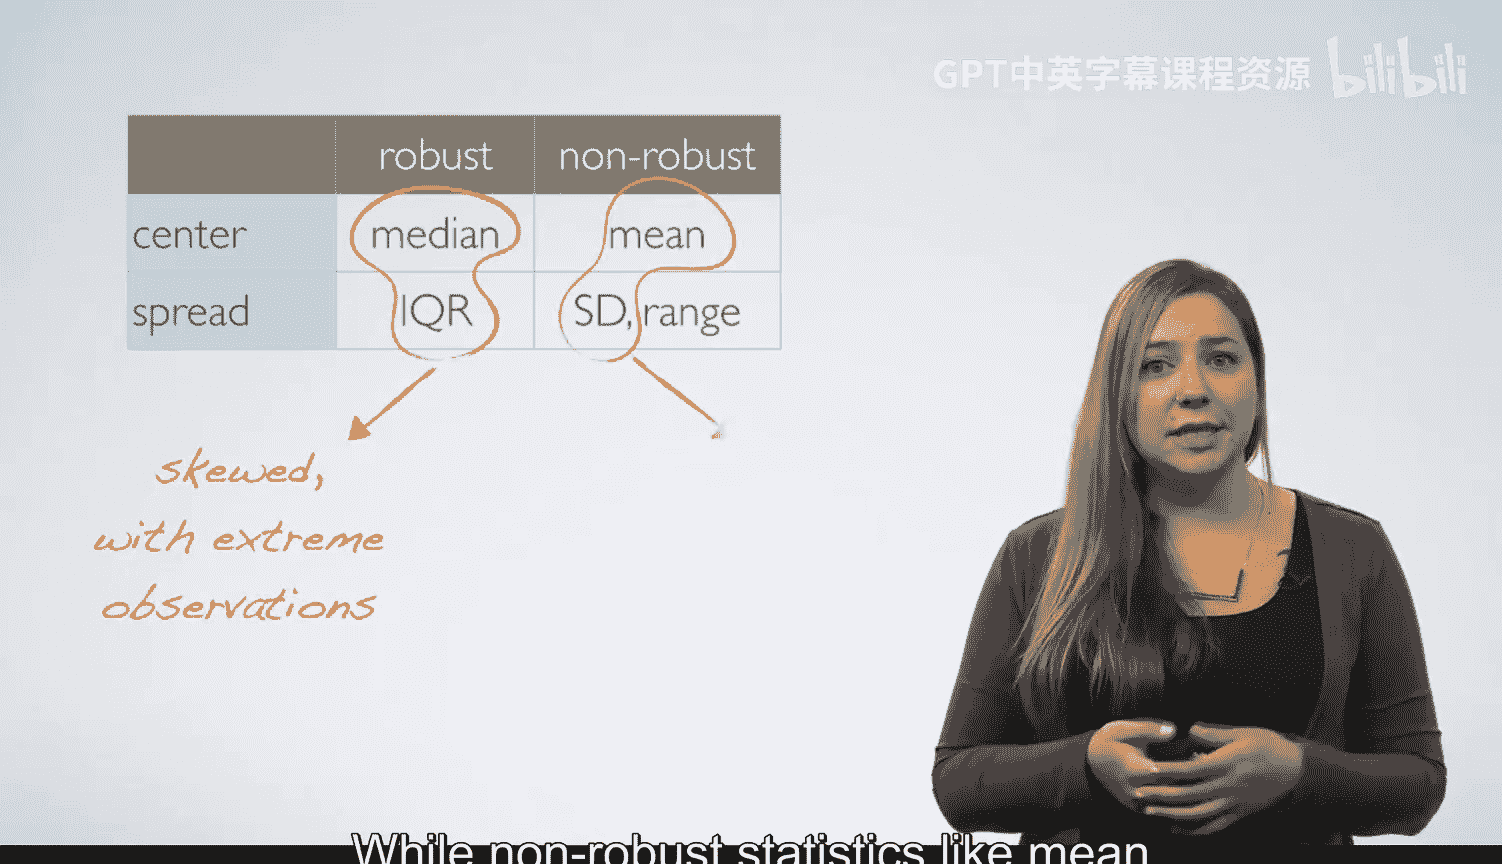 GPT中英字幕课程资源 bilibili
robust non-robust
center median mean
spread IQR SD, range
skewed,
with extreme
observations
While non-robust statistics like mean